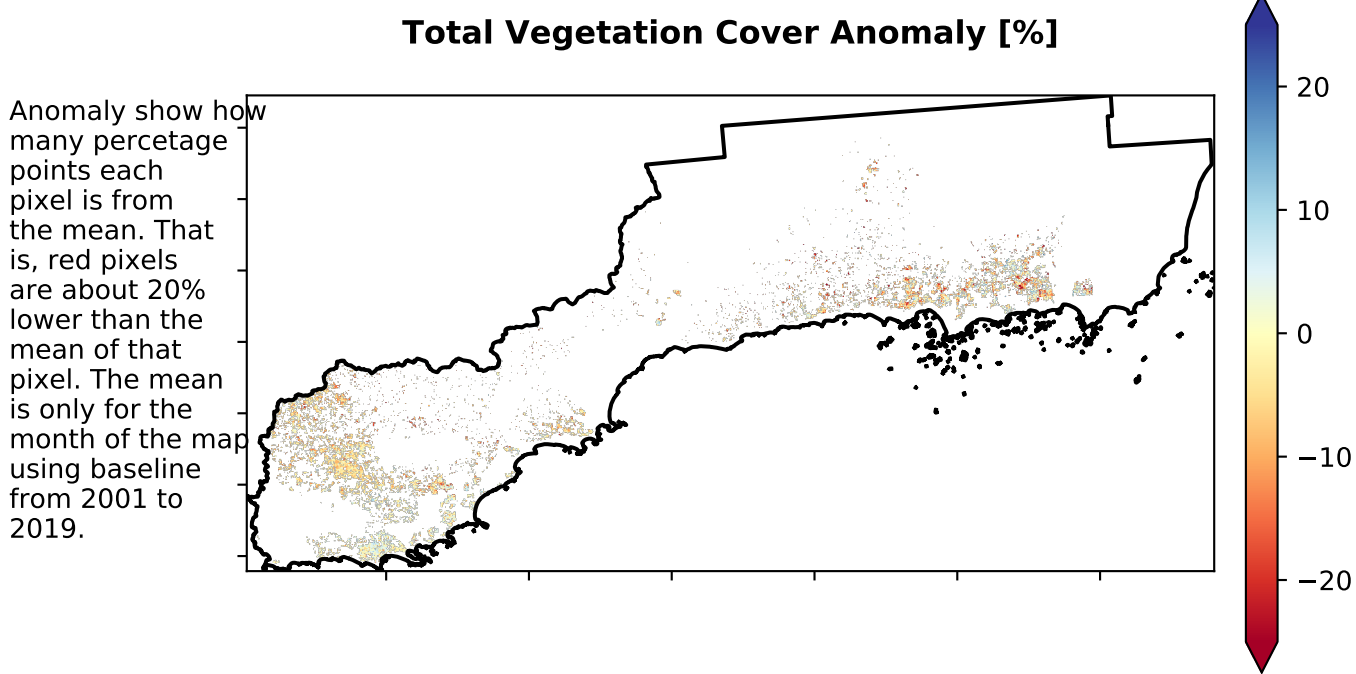 Total Vegetation Cover Anomaly [%]
Anomaly show how
many percetage
points each
pixel is from
the mean. That
is, red pixels
are about 20%
lower than the
mean of that
pixel. The mean
is only for the
month of the map
using baseline
from 2001 to
2019.
20
10
0
−10
−20